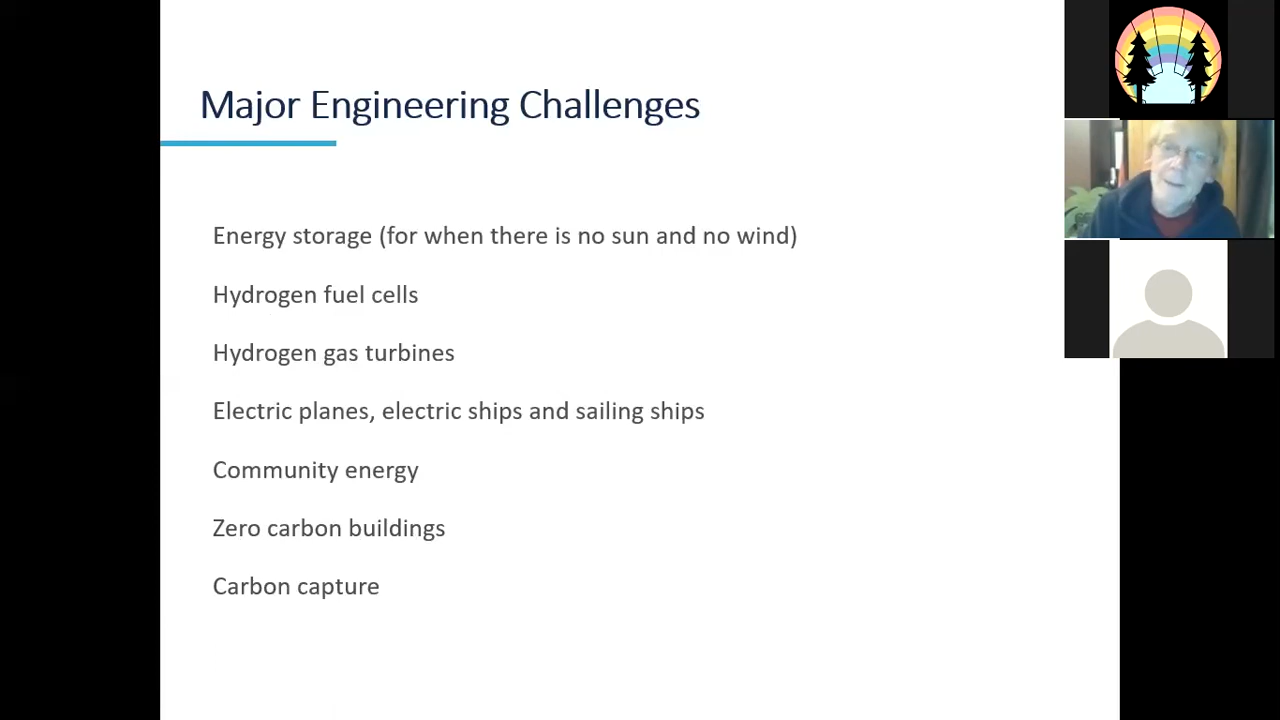 Major Engineering Challenges
Energy storage (for when there is no sun and no wind)
Hydrogen fuel cells
Hydrogen gas turbines
Electric planes, electric ships and sailing ships
Community energy
Zero carbon buildings
Carbon capture